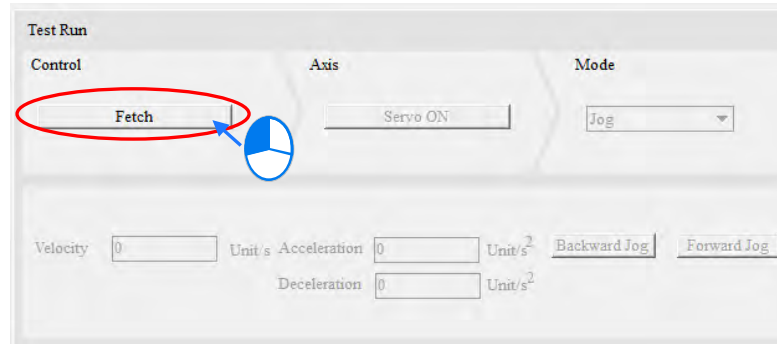 Test Run
Control Axis Mode
Fetch Servo ON Jog
Velocity 0 Unit/s Acceleration 0 Unit/s2 Backward Jog Forward Jog
Deceleration 0 Unit/s2